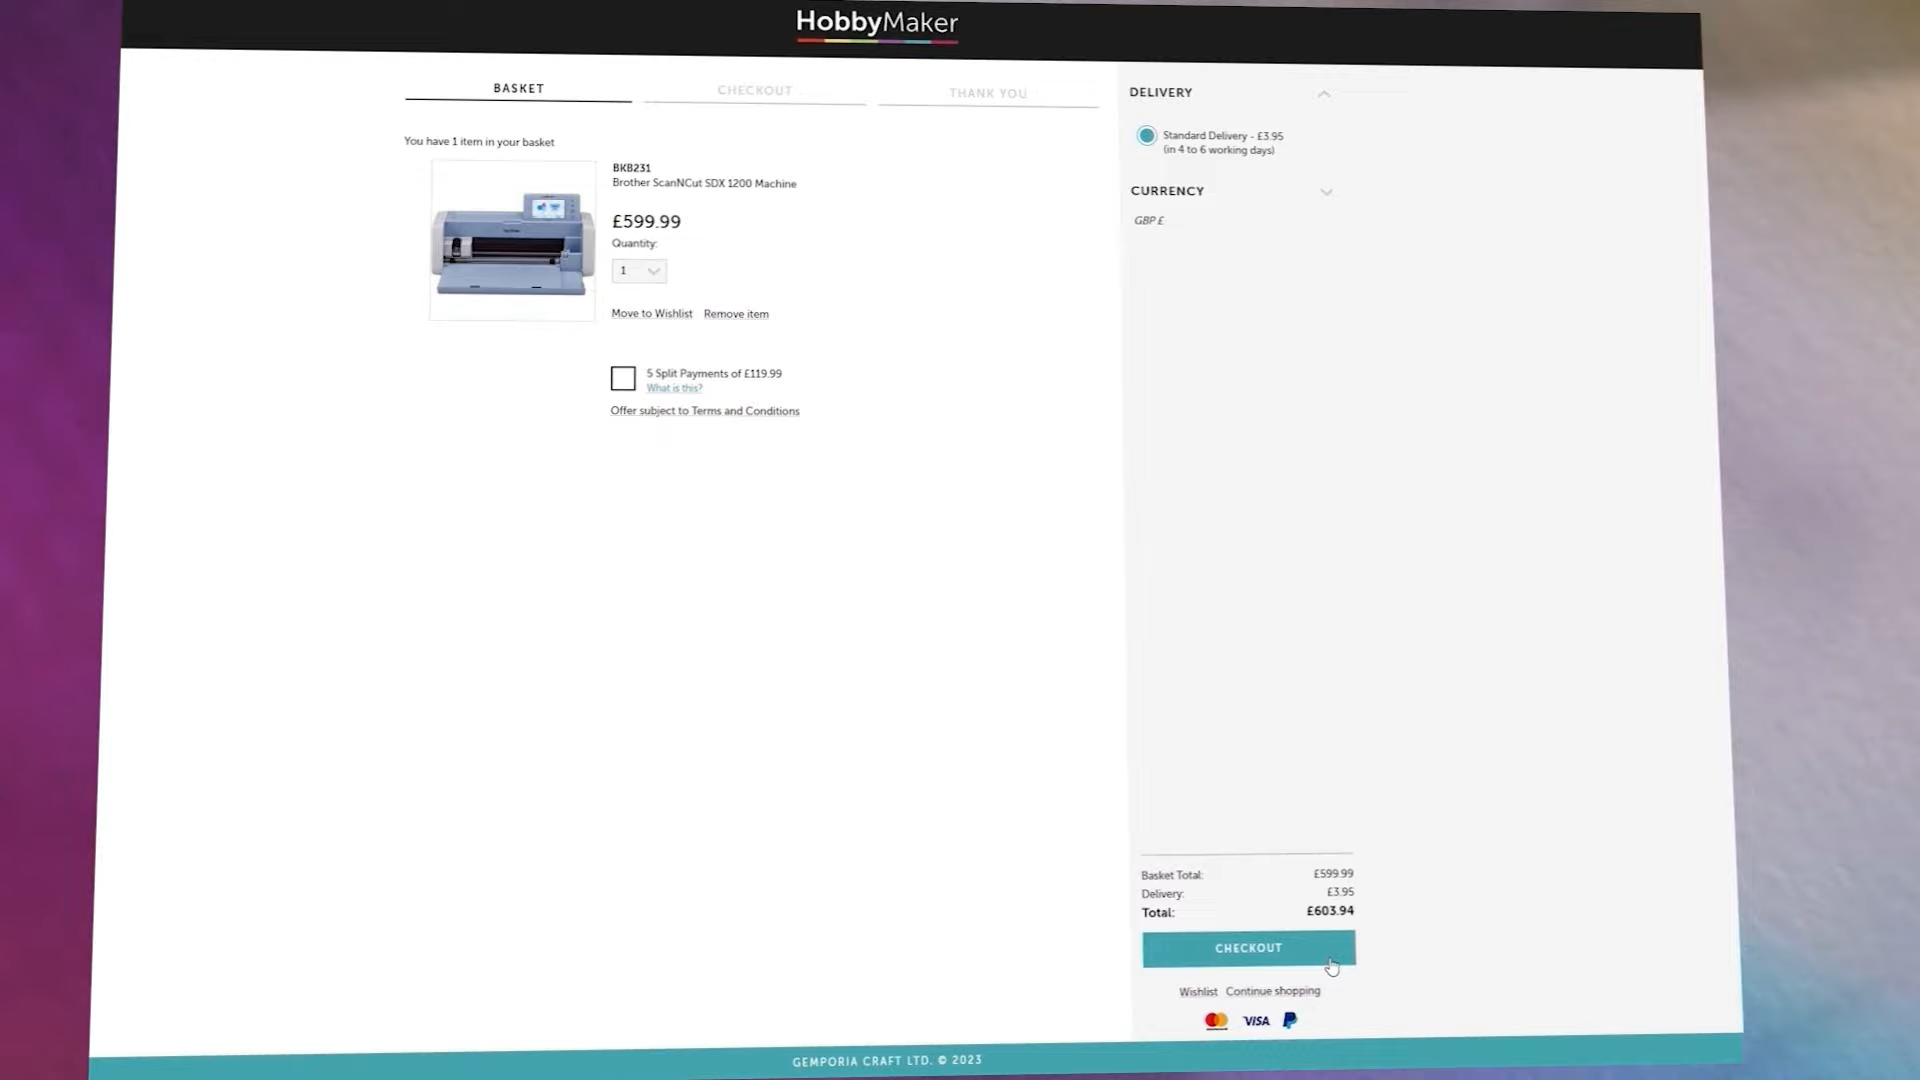 HobbyMaker
BASKET
CHECKOUT
THANK YOU
You have 1 item in your basket
BKB231
Brother ScanNCut SDX 1200 Machine
£599.99
Quantity:
1
Move to Wishlist Remove item
5 Split Payments of £119.99
What is this?
Offer subject to Terms and Conditions
DELIVERY
Standard Delivery - £3.95
(in 4 to 6 working days)
CURRENCY
GBP £
Basket Total: £599.99
Delivery: £3.95
Total: £603.94
CHECKOUT
Wishlist Continue shopping
VISA
GEMPORIA CRAFT LTD. © 2023